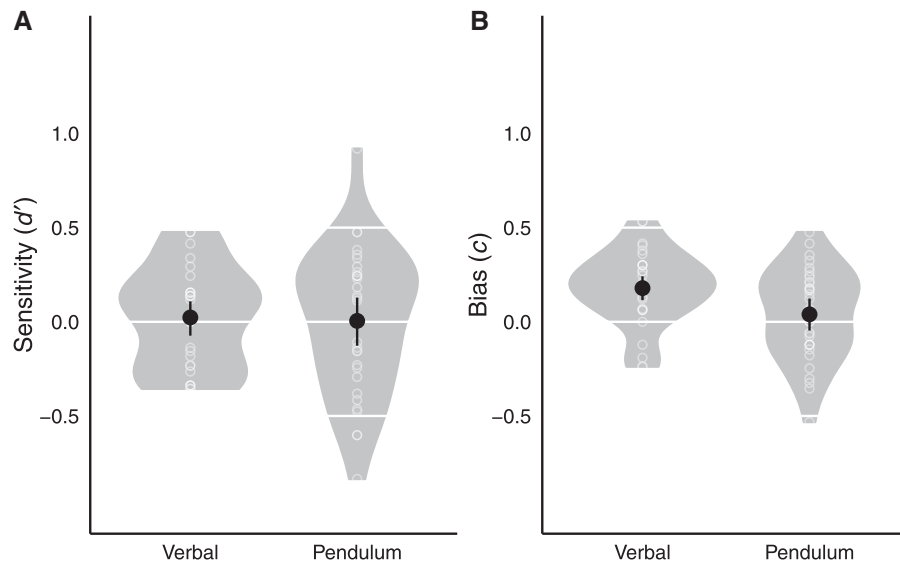 A
Sensitivity (d′)
1.0
0.5
0.0
−0.5
Verbal
Pendulum
B
Bias (c)
1.0
0.5
0.0
−0.5
Verbal
Pendulum